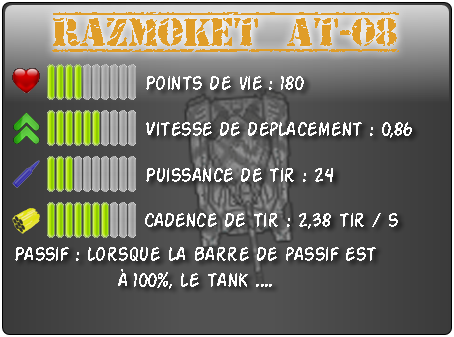 RAZMOKET AT-08
POINTS DE VIE : 180
VITESSE DE DEPLACEMENT : 0,86
PUISSANCE DE TIR : 24
CADENCE DE TIR : 2,38 TIR / S
PASSIF : LORSQUE LA BARRE DE PASSIF EST
À 100%, LE TANK ....